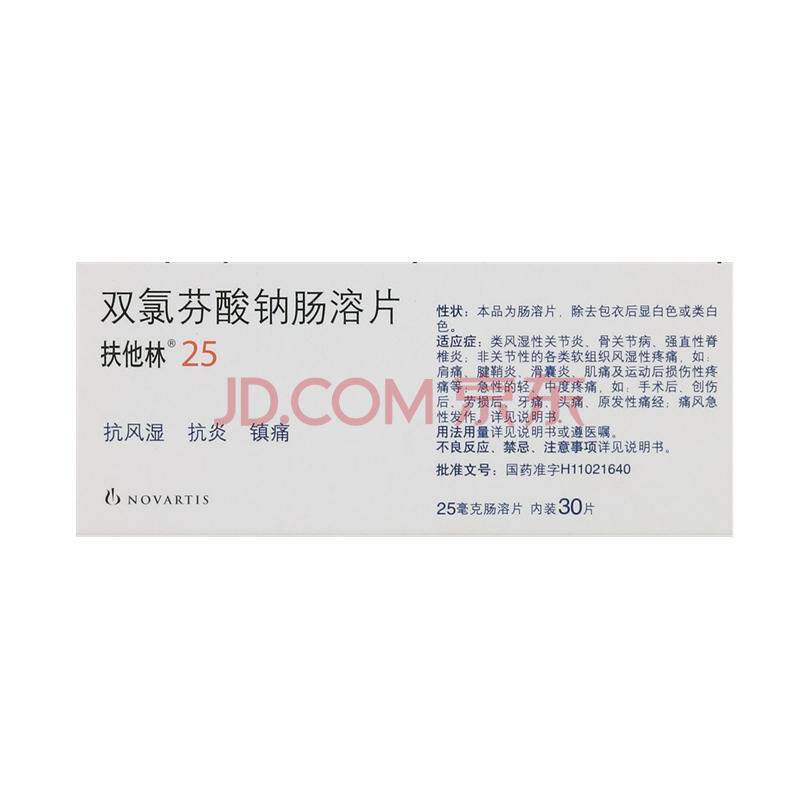 双氯芬酸钠肠溶片
扶他林® 25
抗风湿 抗炎 镇痛
NOVARTIS
性状：本品为肠溶片，除去包衣后显白色或类白
色。
适应症：类风湿性关节炎、骨关节病、强直性脊
椎炎；非关节性的各类软组织风湿性疼痛，如：
肩痛、腱鞘炎、滑囊炎、肌痛及运动后损伤性疼
痛等；急性的轻、中度疼痛，如：手术后、创伤
后、劳损后、牙痛、头痛、原发性痛经；痛风急
性发作。详见说明书。
用法用量详见说明书或遵医嘱。
不良反应、禁忌、注意事项详见说明书。
批准文号：国药准字H11021640
25毫克肠溶片 内装30片
JD.COM 京东